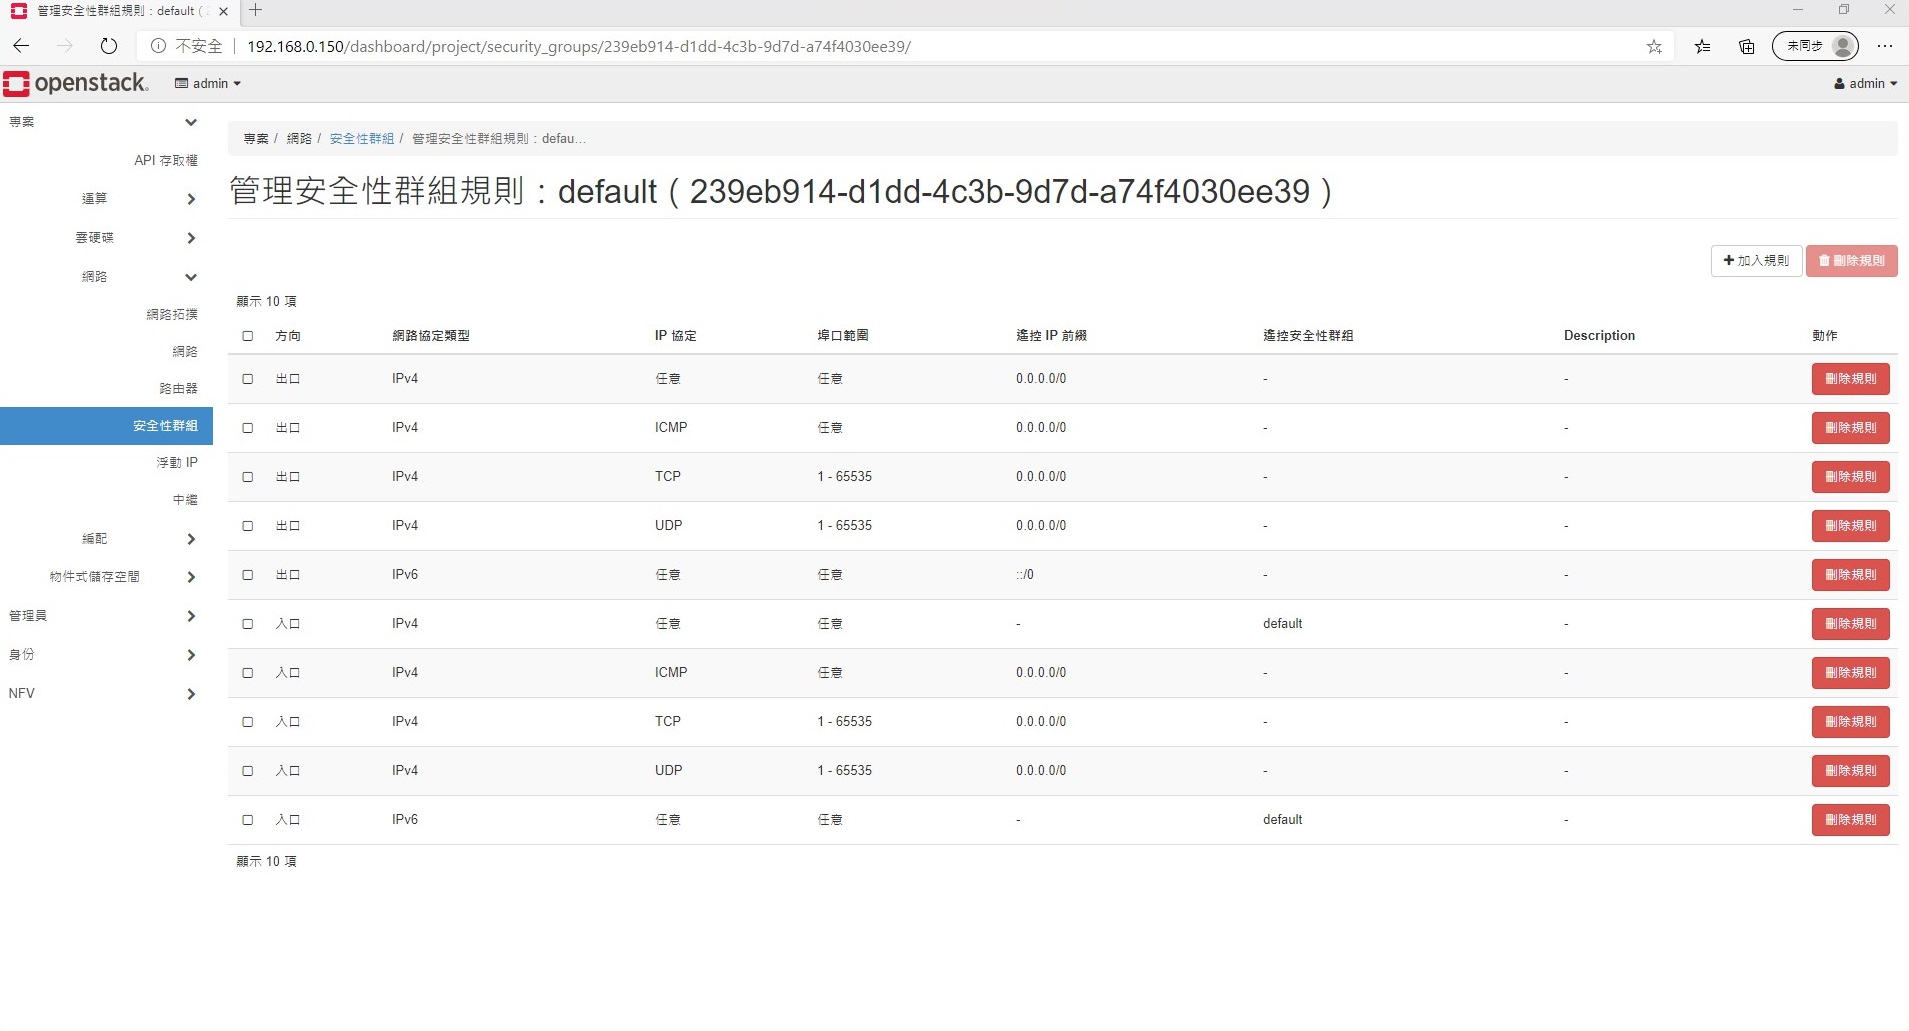 管理安全性群組規則：default (
不安全 192.168.0.150/dashboard/project/security_groups/239eb914-d1dd-4c3b-9d7d-a74f4030ee39/ 未同步
openstack. admin admin
專案
API 存取權
運算
雲硬碟
網路
網路拓撲
網路
路由器
安全性群組
浮動 IP
中繼
編配
物件式儲存空間
管理員
身份
NFV
專案 / 網路 / 安全性群組 / 管理安全性群組規則：defau...
管理安全性群組規則：default（239eb914-d1dd-4c3b-9d7d-a74f4030ee39）
加入規則 刪除規則
顯示 10 項
方向 網路協定類型 IP 協定 埠口範圍 遙控 IP 前綴 遙控安全性群組 Description 動作
出口 IPv4 任意 任意 0.0.0.0/0 - - 刪除規則
出口 IPv4 ICMP 任意 0.0.0.0/0 - - 刪除規則
出口 IPv4 TCP 1 - 65535 0.0.0.0/0 - - 刪除規則
出口 IPv4 UDP 1 - 65535 0.0.0.0/0 - - 刪除規則
出口 IPv6 任意 任意 ::/0 - - 刪除規則
入口 IPv4 任意 任意 - default - 刪除規則
入口 IPv4 ICMP 任意 0.0.0.0/0 - - 刪除規則
入口 IPv4 TCP 1 - 65535 0.0.0.0/0 - - 刪除規則
入口 IPv4 UDP 1 - 65535 0.0.0.0/0 - - 刪除規則
入口 IPv6 任意 任意 - default - 刪除規則
顯示 10 項